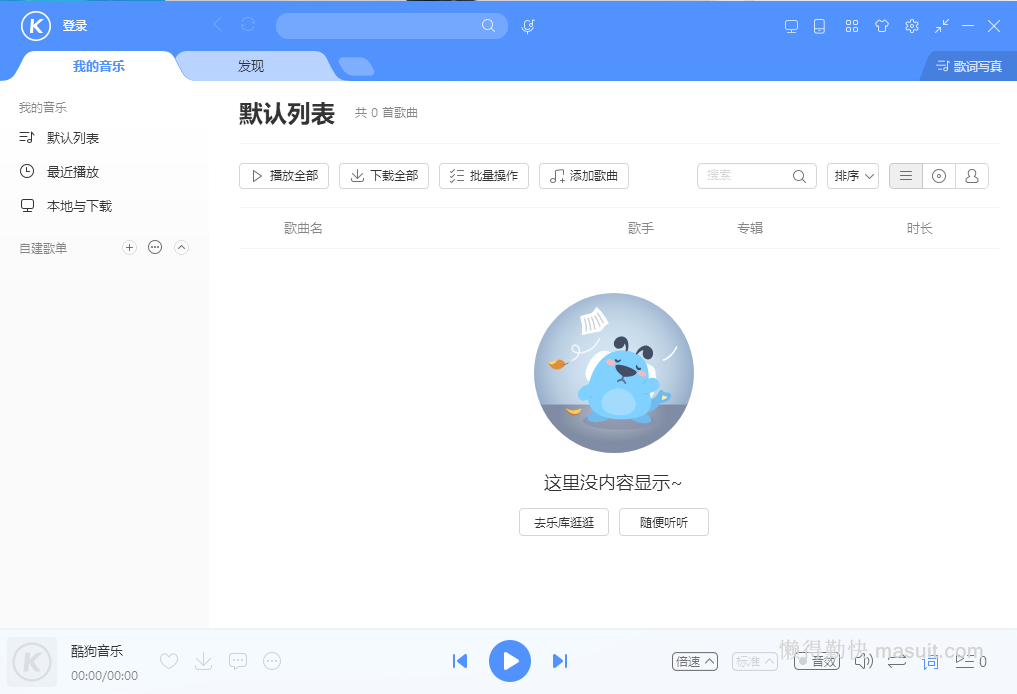 K 登录
我的音乐 发现 歌词写真
我的音乐
默认列表
最近播放
本地与下载
自建歌单
默认列表 共 0 首歌曲
播放全部 下载全部 批量操作 添加歌曲 搜索 排序
歌曲名 歌手 专辑 时长
这里没内容显示~
去乐库逛逛 随便听听
K 酷狗音乐
00:00/00:00
倍速 标准 音效 词 0
懒得勤快 masuit.com